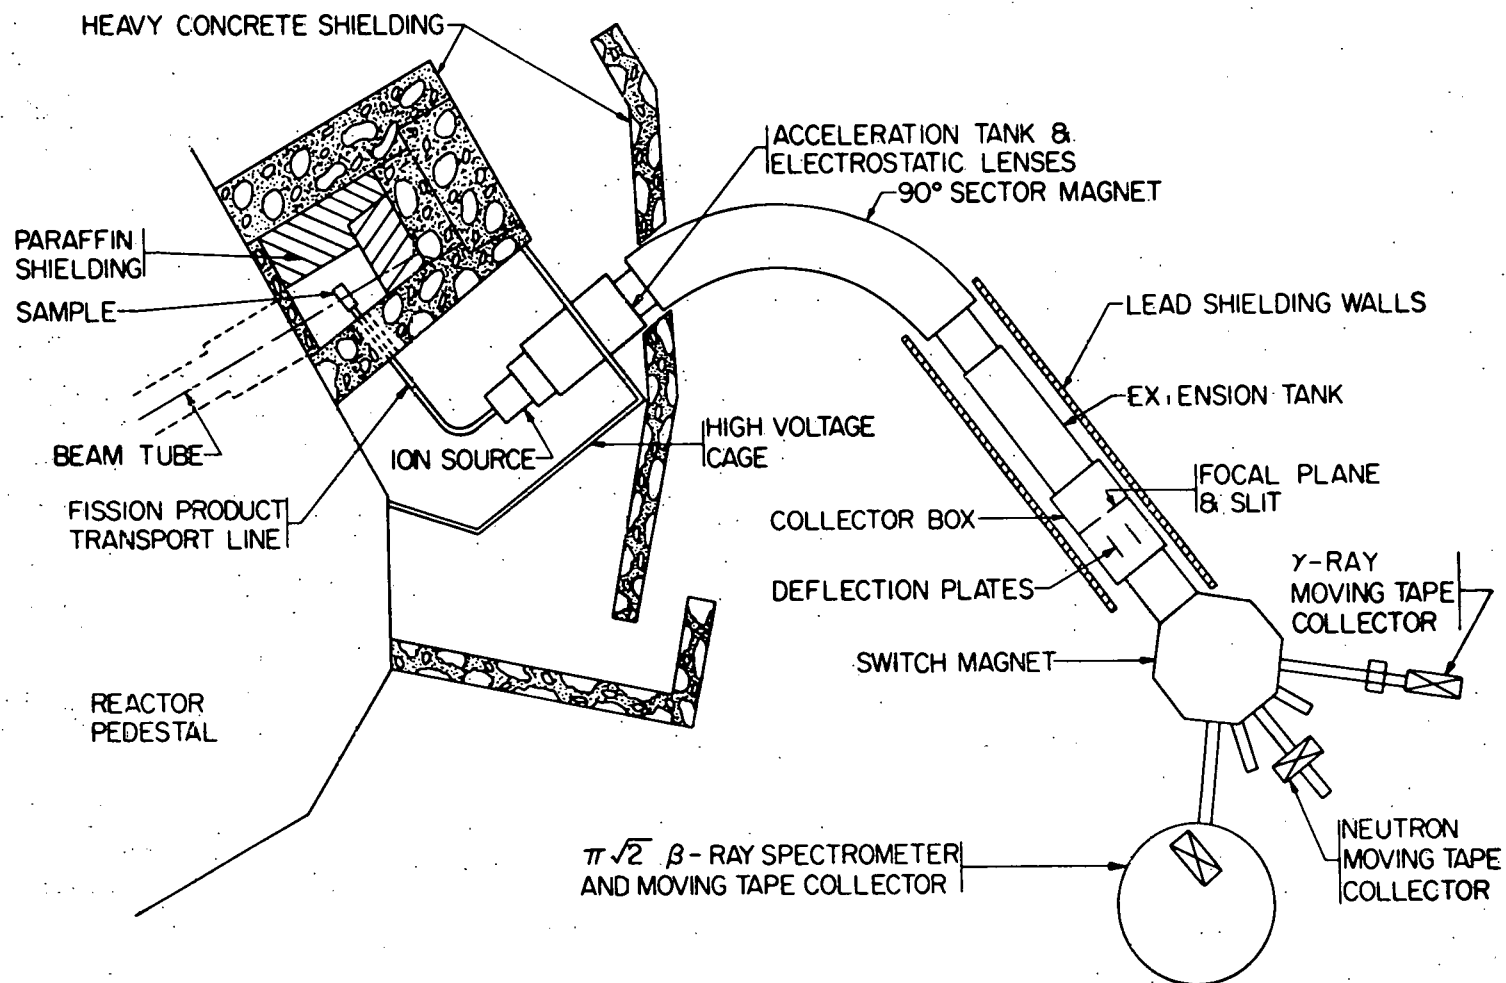 HEAVY CONCRETE SHIELDING
ACCELERATION TANK &
ELECTROSTATIC LENSES
90° SECTOR MAGNET
PARAFFIN
SHIELDING
SAMPLE
LEAD SHIELDING WALLS
EX ENSION TANK
BEAM TUBE
ION SOURCE
HIGH VOLTAGE
CAGE
FOCAL PLANE
& SLIT
FISSION PRODUCT
TRANSPORT LINE
COLLECTOR BOX
DEFLECTION PLATES
γ-RAY
MOVING TAPE
COLLECTOR
SWITCH MAGNET
REACTOR
PEDESTAL
π√2 β-RAY SPECTROMETER
AND MOVING TAPE COLLECTOR
NEUTRON
MOVING TAPE
COLLECTOR